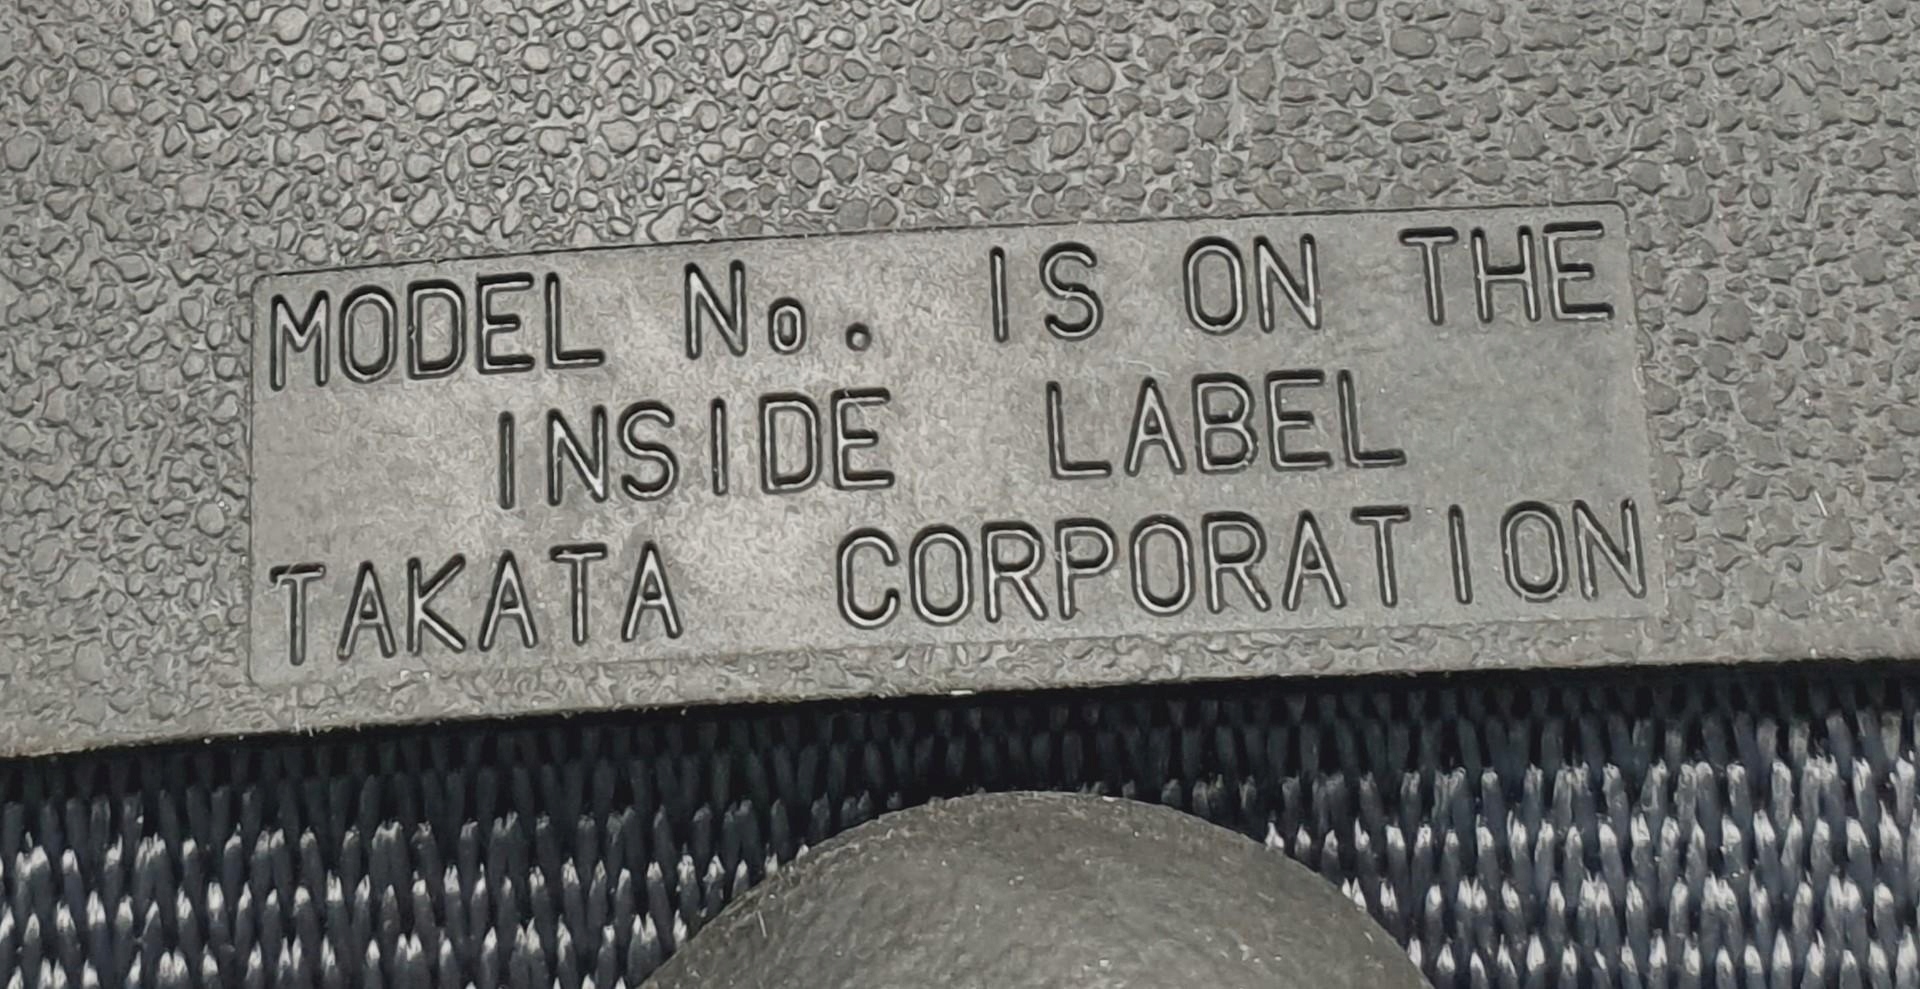 MODEL No. IS ON THE
INSIDE LABEL
TAKATA CORPORATION